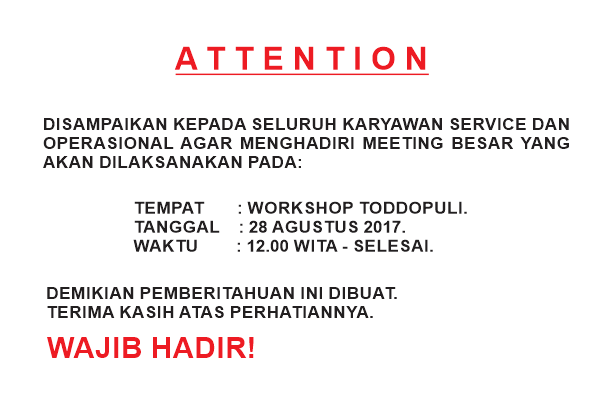 ATTENTION
DISAMPAIKAN KEPADA SELURUH KARYAWAN SERVICE DAN
OPERASIONAL AGAR MENGHADIRI MEETING BESAR YANG
AKAN DILAKSANAKAN PADA:
TEMPAT : WORKSHOP TODDOPULI.
TANGGAL : 28 AGUSTUS 2017.
WAKTU : 12.00 WITA - SELESAI.
DEMIKIAN PEMBERITAHUAN INI DIBUAT.
TERIMA KASIH ATAS PERHATIANNYA.
WAJIB HADIR!